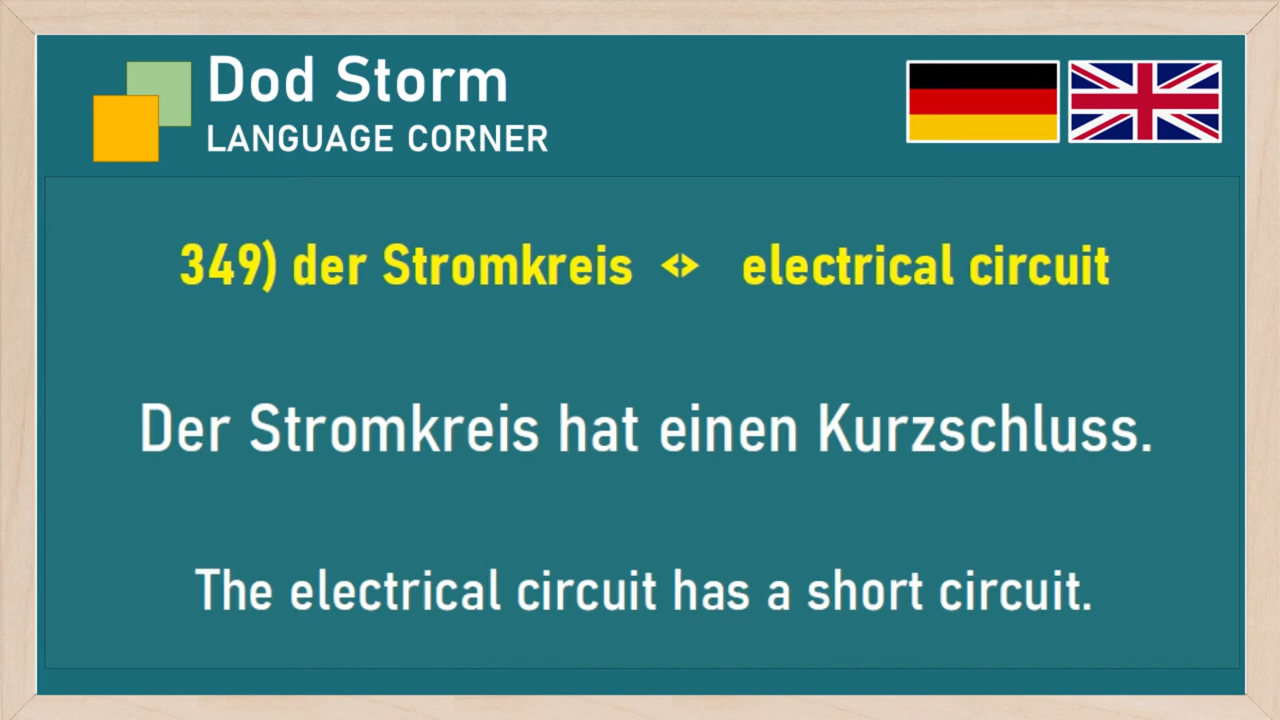 Dod Storm
LANGUAGE CORNER
349) der Stromkreis <> electrical circuit
Der Stromkreis hat einen Kurzschluss.
The electrical circuit has a short circuit.